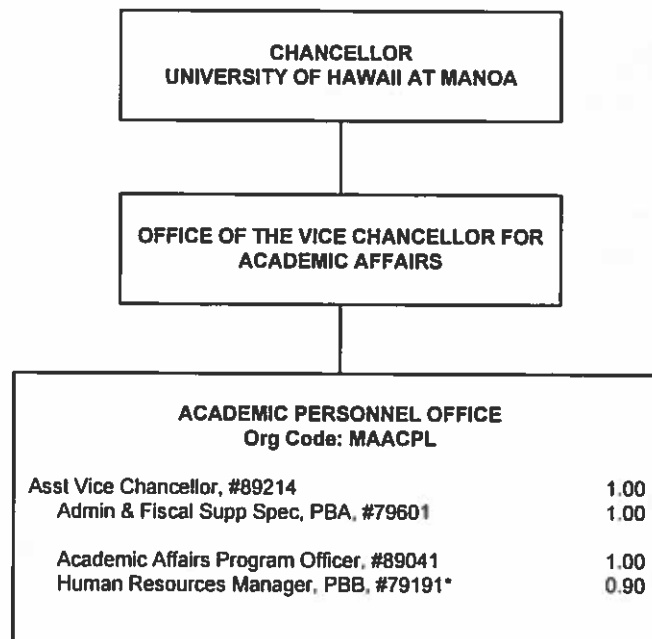 CHANCELLOR
UNIVERSITY OF HAWAII AT MANOA
OFFICE OF THE VICE CHANCELLOR FOR
ACADEMIC AFFAIRS
ACADEMIC PERSONNEL OFFICE
Org Code: MAACPL
Asst Vice Chancellor, #89214 1.00
Admin & Fiscal Supp Spec, PBA, #79601 1.00
Academic Affairs Program Officer, #89041 1.00
Human Resources Manager, PBB, #79191* 0.90